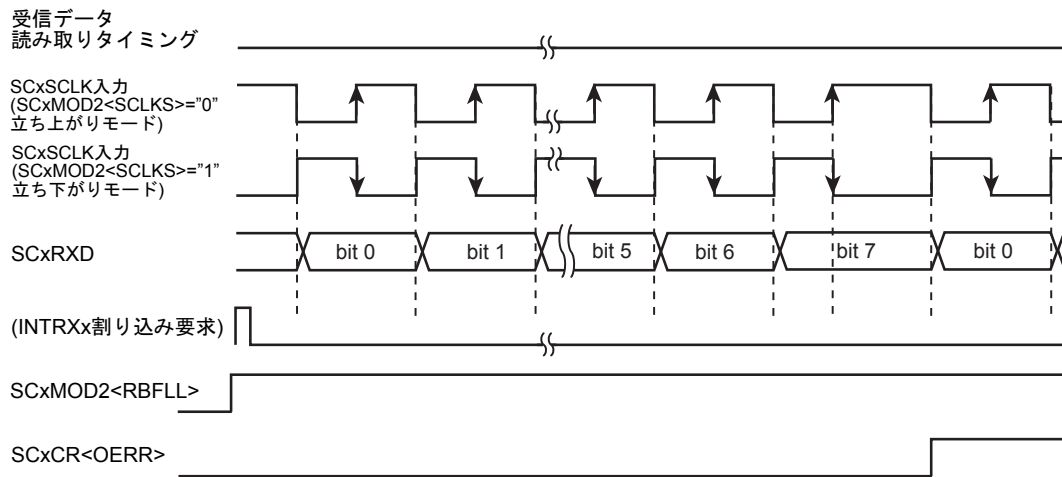 受信データ
読み取りタイミング
SCxSCLK入力
(SCxMOD2<SCLKS>="0"
立ち上がりモード)
SCxSCLK入力
(SCxMOD2<SCLKS>="1"
立ち下がりモード)
SCxRXD
bit 0
bit 1
bit 5
bit 6
bit 7
bit 0
(INTRXx割り込み要求)
SCxMOD2<RBFLL>
SCxCR<OERR>